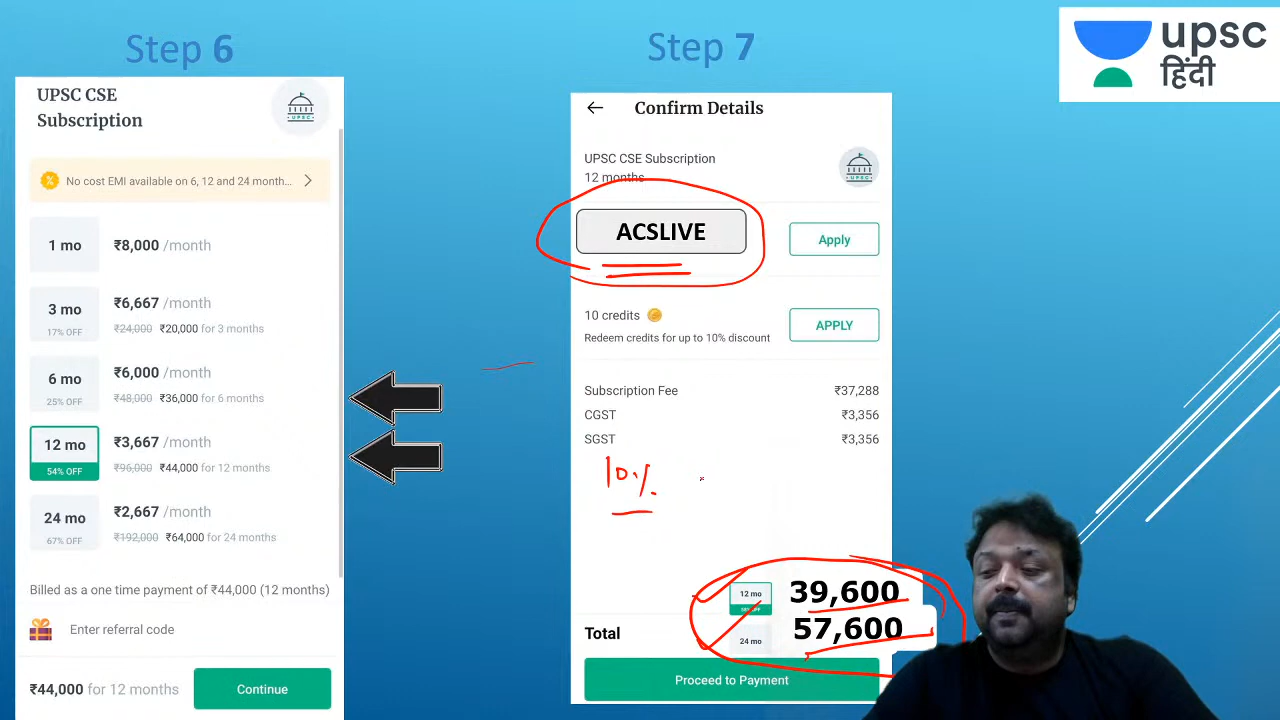 Step 6
UPSC CSE
Subscription
No cost EMI available on 6, 12 and 24 month...
1 mo
₹8,000 /month
3 mo
17% OFF
₹6,667 /month
₹24,000 ₹20,000 for 3 months
6 mo
25% OFF
₹6,000 /month
₹48,000 ₹36,000 for 6 months
12 mo
54% OFF
₹3,667 /month
₹96,000 ₹44,000 for 12 months
24 mo
67% OFF
₹2,667 /month
₹192,000 ₹64,000 for 24 months
Billed as a one time payment of ₹44,000 (12 months)
Enter referral code
₹44,000 for 12 months
Continue
Step 7
Confirm Details
UPSC CSE Subscription
12 months
UPSC
ACSLIVE
Apply
10 credits
Redeem credits for up to 10% discount
APPLY
Subscription Fee ₹37,288
CGST ₹3,356
SGST ₹3,356
10%
12 mo 39,600
Total
24 mo 57,600
Proceed to Payment
upsc
हिंदी